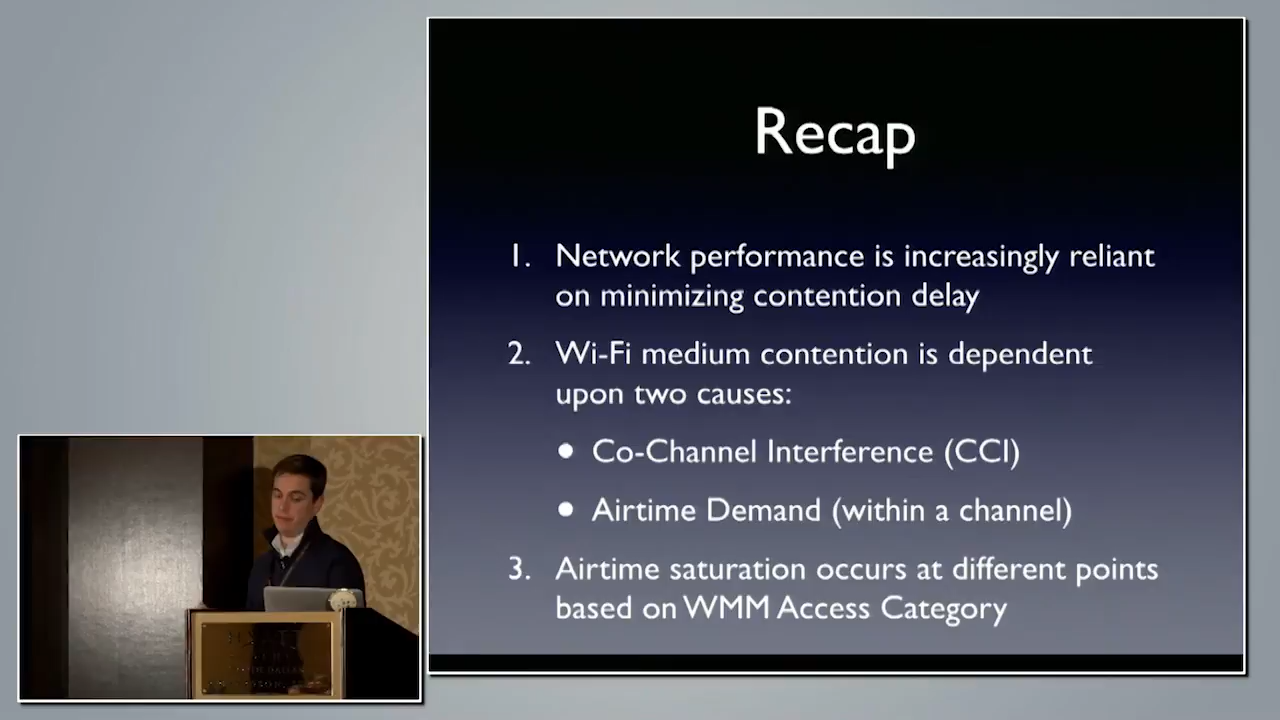 Recap
1. Network performance is increasingly reliant
on minimizing contention delay
2. Wi-Fi medium contention is dependent
upon two causes:
• Co-Channel Interference (CCI)
• Airtime Demand (within a channel)
3. Airtime saturation occurs at different points
based on WMM Access Category
HYATT